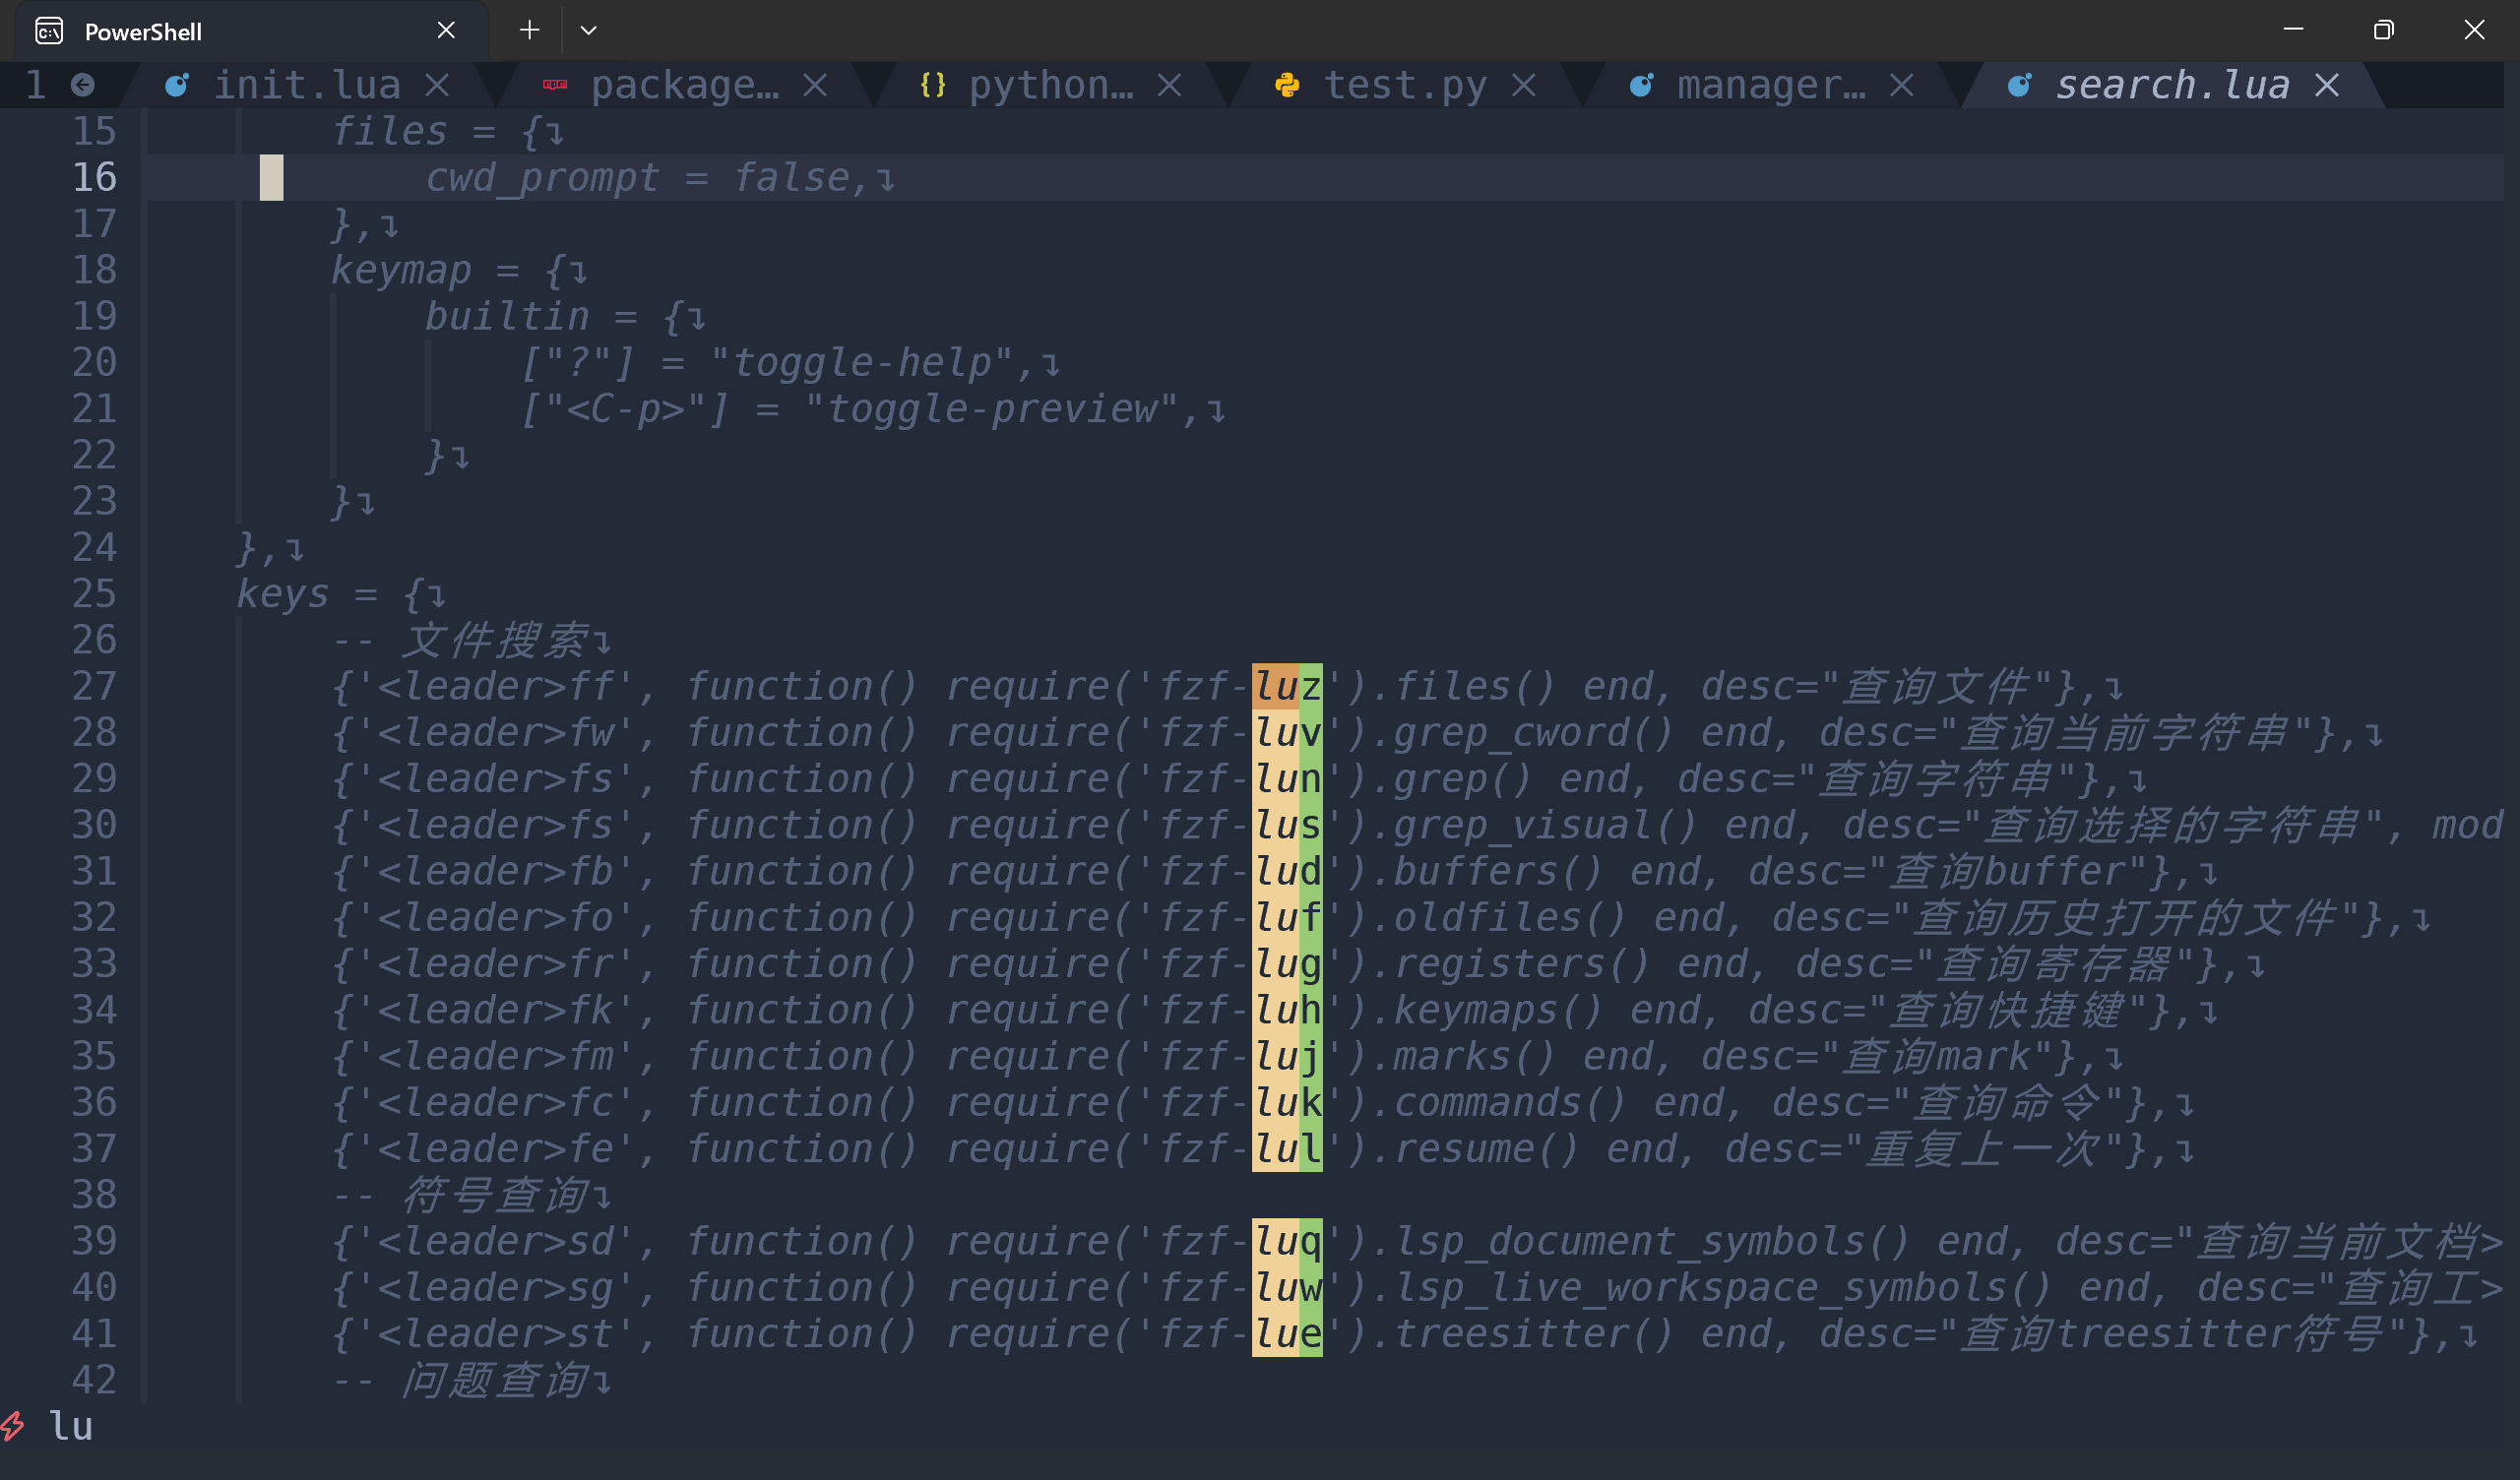 PowerShell
1 init.lua package… python… test.py manager… search.lua
15 files = {↴
16 cwd_prompt = false,↴
17 },↴
18 keymap = {↴
19 builtin = {↴
20 ["?"] = "toggle-help",↴
21 ["<C-p>"] = "toggle-preview",↴
22 }↴
23 }↴
24 },↴
25 keys = {↴
26 -- 文件搜索↴
27 {'<leader>ff', function() require('fzf-luz').files() end, desc="查询文件"},↴
28 {'<leader>fw', function() require('fzf-luv').grep_cword() end, desc="查询当前字符串"},↴
29 {'<leader>fs', function() require('fzf-lun').grep() end, desc="查询字符串"},↴
30 {'<leader>fs', function() require('fzf-lus').grep_visual() end, desc="查询选择的字符串", mod
31 {'<leader>fb', function() require('fzf-lud').buffers() end, desc="查询buffer"},↴
32 {'<leader>fo', function() require('fzf-luf').oldfiles() end, desc="查询历史打开的文件"},↴
33 {'<leader>fr', function() require('fzf-lug').registers() end, desc="查询寄存器"},↴
34 {'<leader>fk', function() require('fzf-luh').keymaps() end, desc="查询快捷键"},↴
35 {'<leader>fm', function() require('fzf-luj').marks() end, desc="查询mark"},↴
36 {'<leader>fc', function() require('fzf-luk').commands() end, desc="查询命令"},↴
37 {'<leader>fe', function() require('fzf-lul').resume() end, desc="重复上一次"},↴
38 -- 符号查询↴
39 {'<leader>sd', function() require('fzf-luq').lsp_document_symbols() end, desc="查询当前文档>
40 {'<leader>sg', function() require('fzf-luw').lsp_live_workspace_symbols() end, desc="查询工>
41 {'<leader>st', function() require('fzf-lue').treesitter() end, desc="查询treesitter符号"},↴
42 -- 问题查询↴
lu